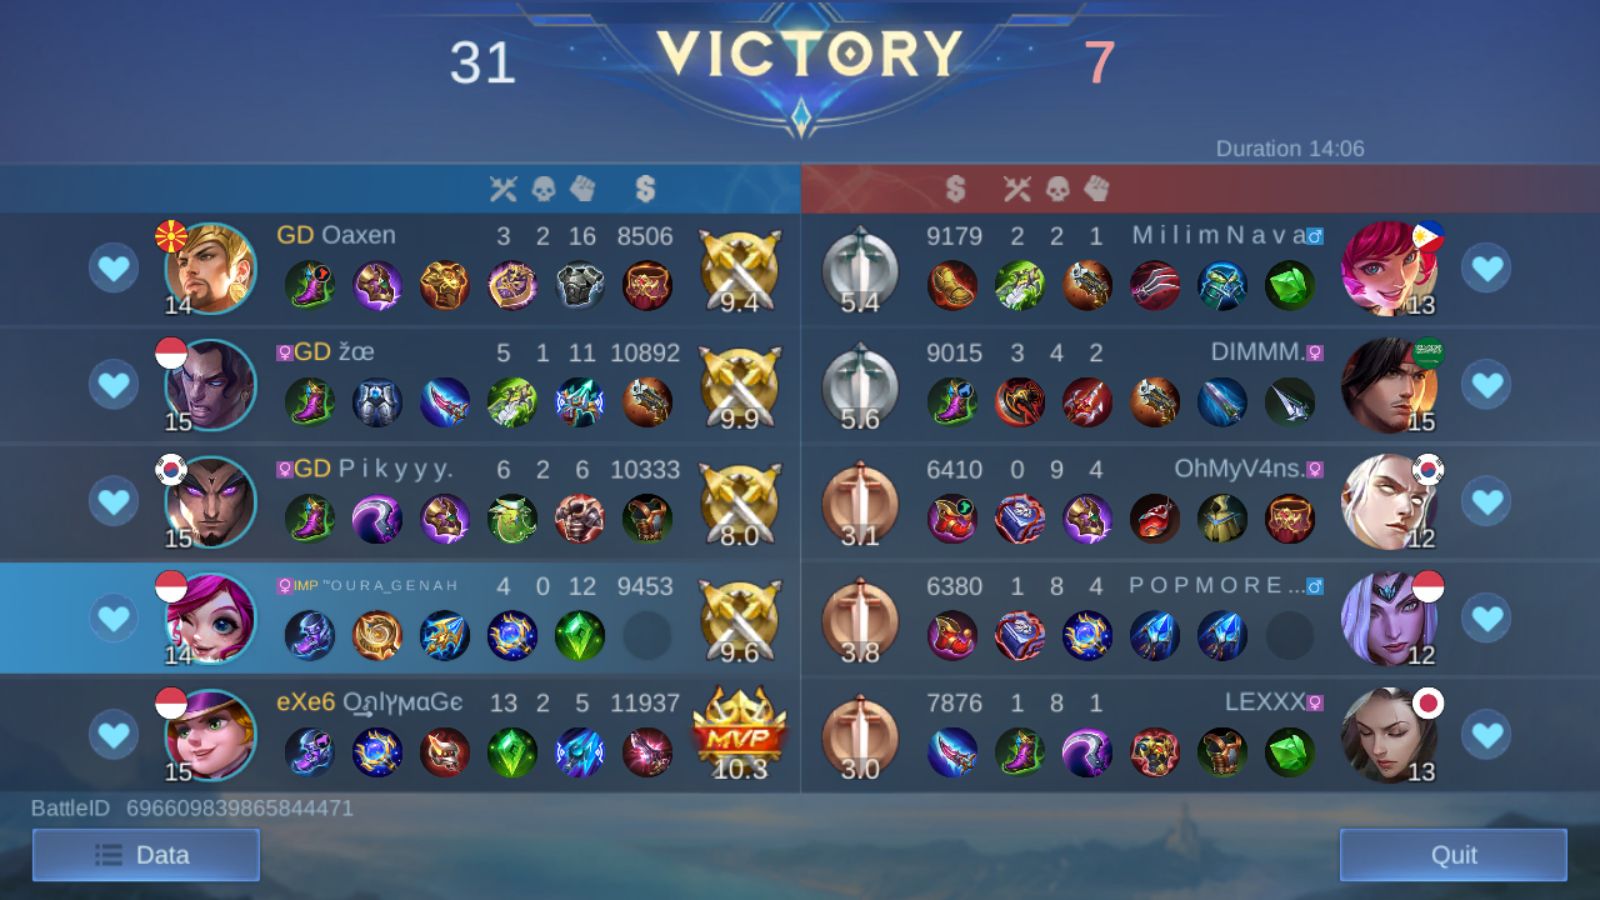 31 VICTORY 7
Duration 14:06
GD Oaxen 3 2 16 8506
14 9.4
9179 2 2 1 MilimNava
5.4 13
GD žœ 5 1 11 10892
15 9.9
9015 3 4 2 DIMMM.
5.6 15
GD Pikyyy. 6 2 6 10333
15 8.0
6410 0 9 4 OhMyV4ns.
3.1 12
IMP ™OURA_GENAH 4 0 12 9453
14 9.6
6380 1 8 4 POPMORE...
3.8 12
eXe6 13 2 5 11937
MVP
15 10.3
7876 1 8 1 LEXXX
3.0 13
BattleID 696609839865844471
Data
Quit